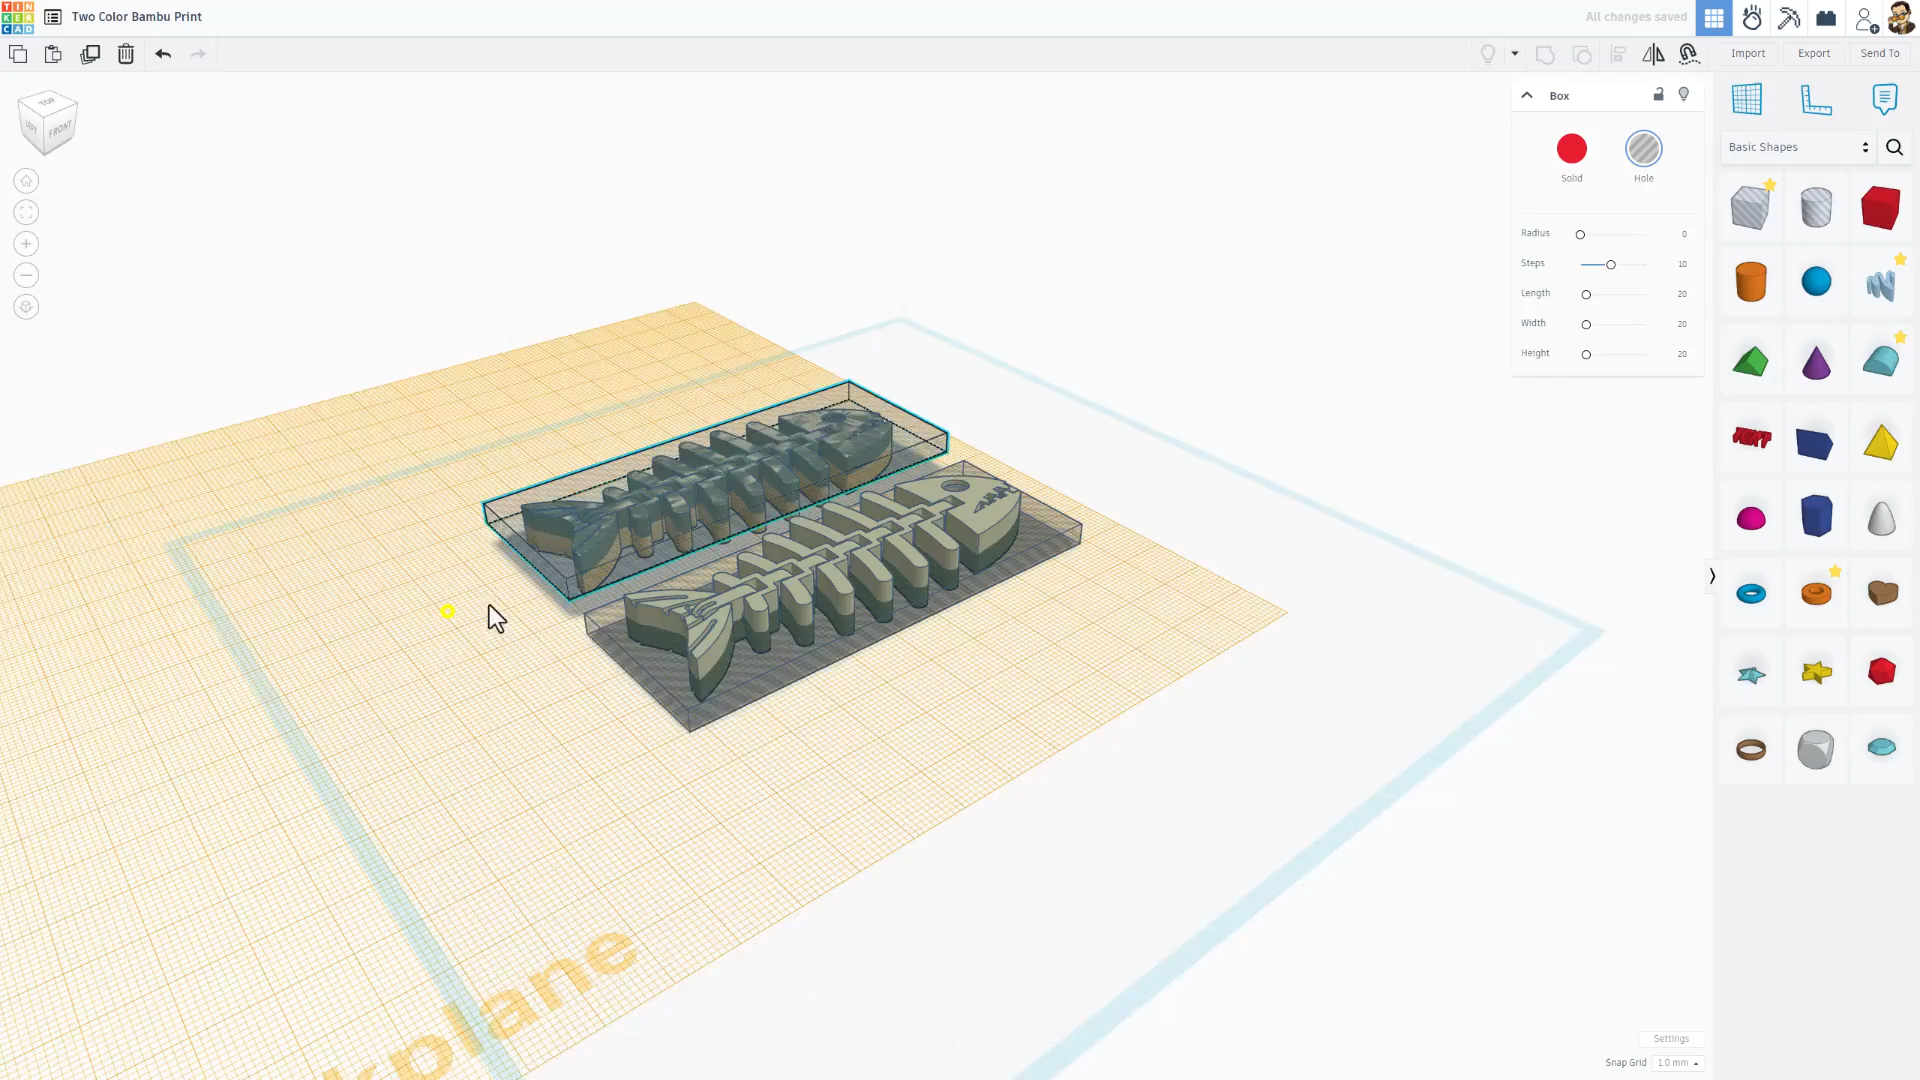 TIN
KER
CAD
Two Color Bambu Print
All changes saved
Import
Export
Send To
TOP
LEFT
FRONT
Box
Solid
Hole
Radius 0
Steps 10
Length 20
Width 20
Height 20
Basic Shapes
TEXT
kplane
Settings
Snap Grid 1.0 mm